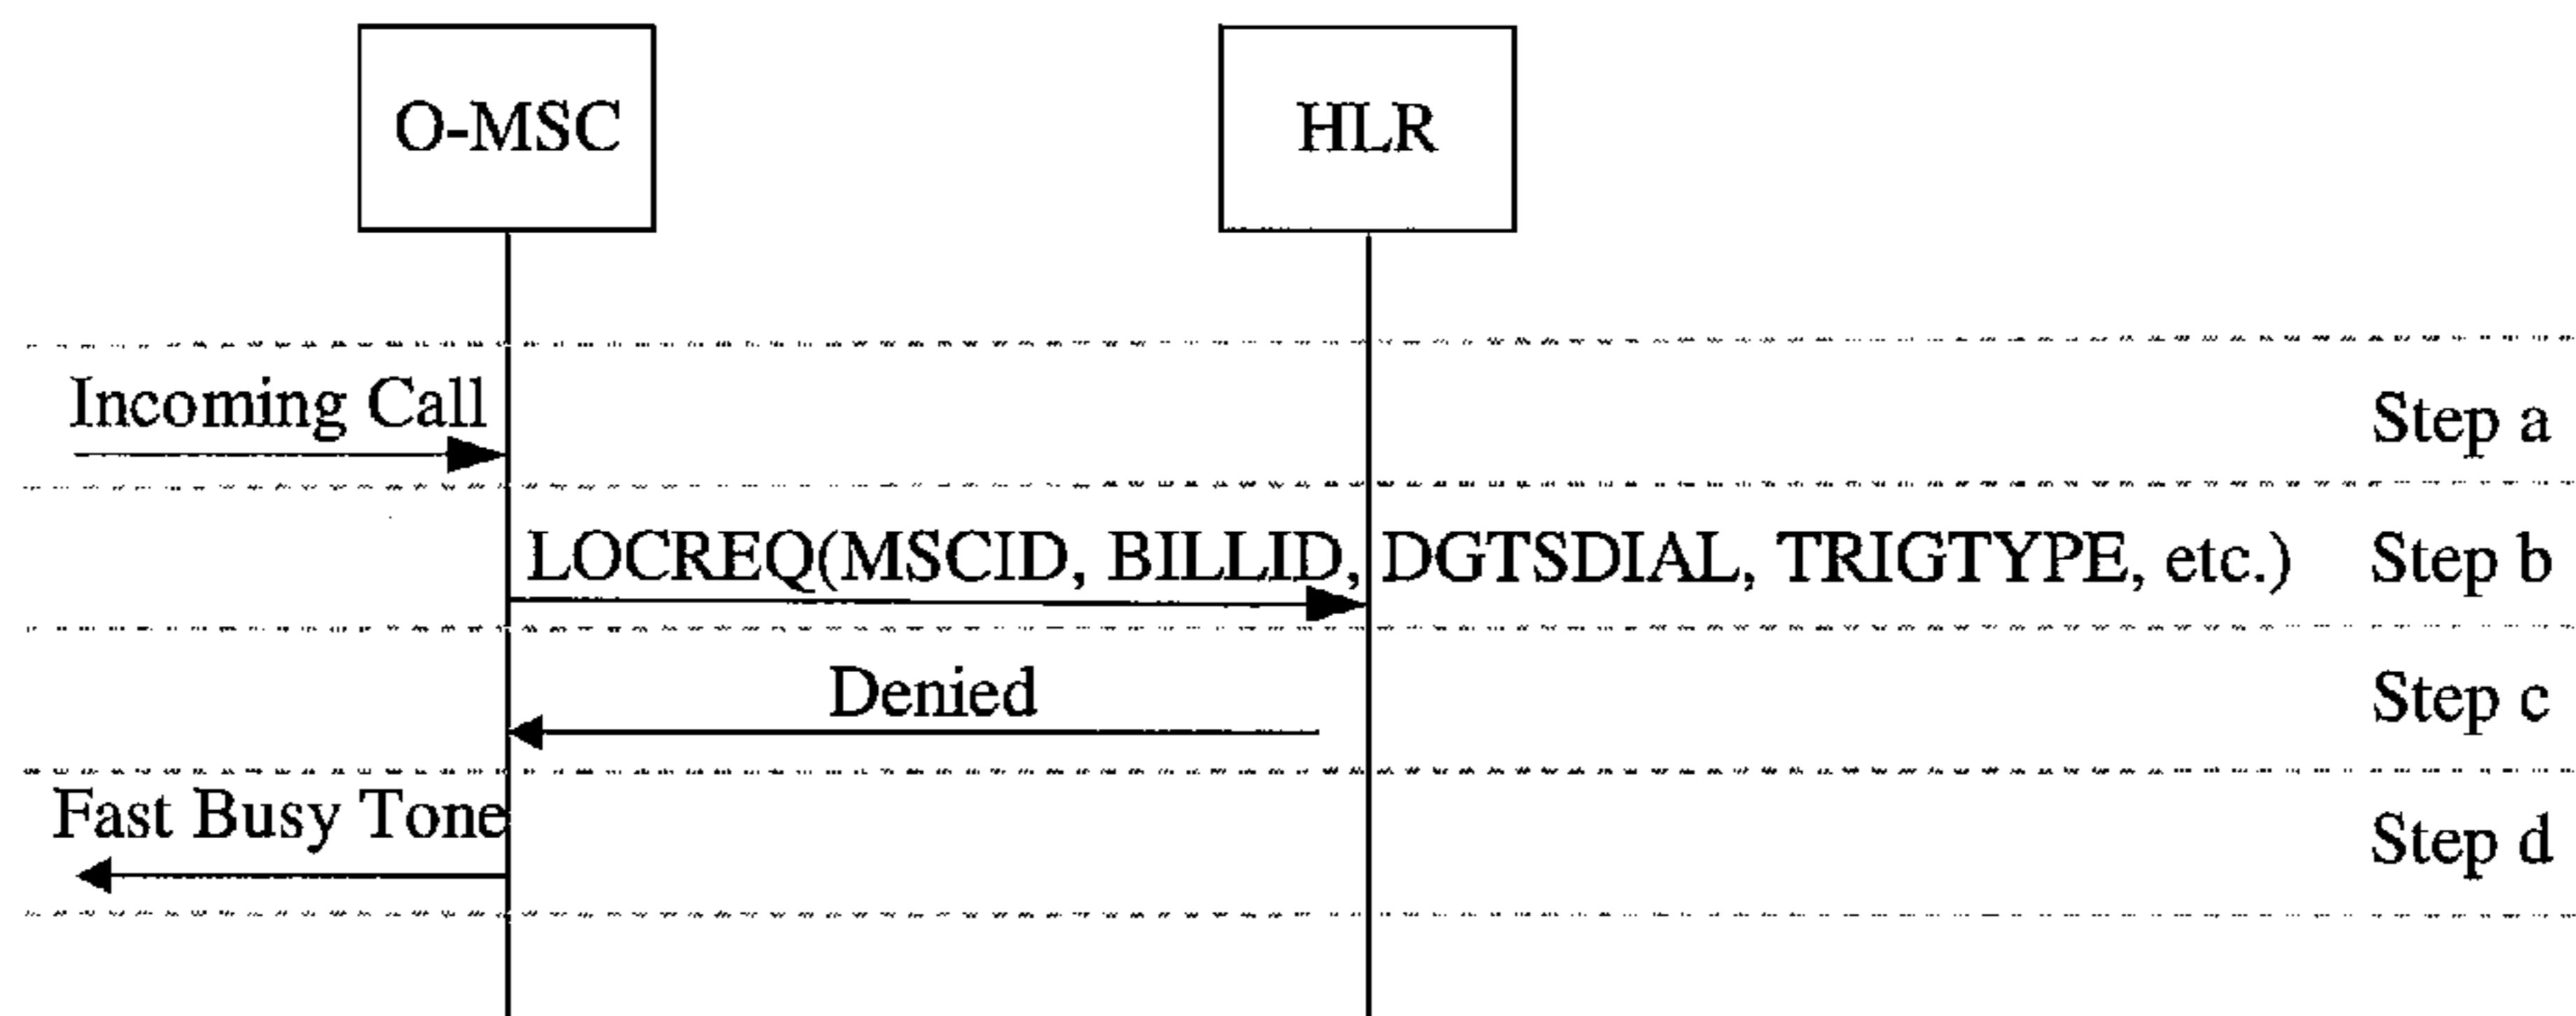 O-MSC
HLR
Incoming Call
Step a
LOCREQ(MSCID, BILLID, DGTSDIAL, TRIGTYPE, etc.)
Step b
Denied
Step c
Fast Busy Tone
Step d